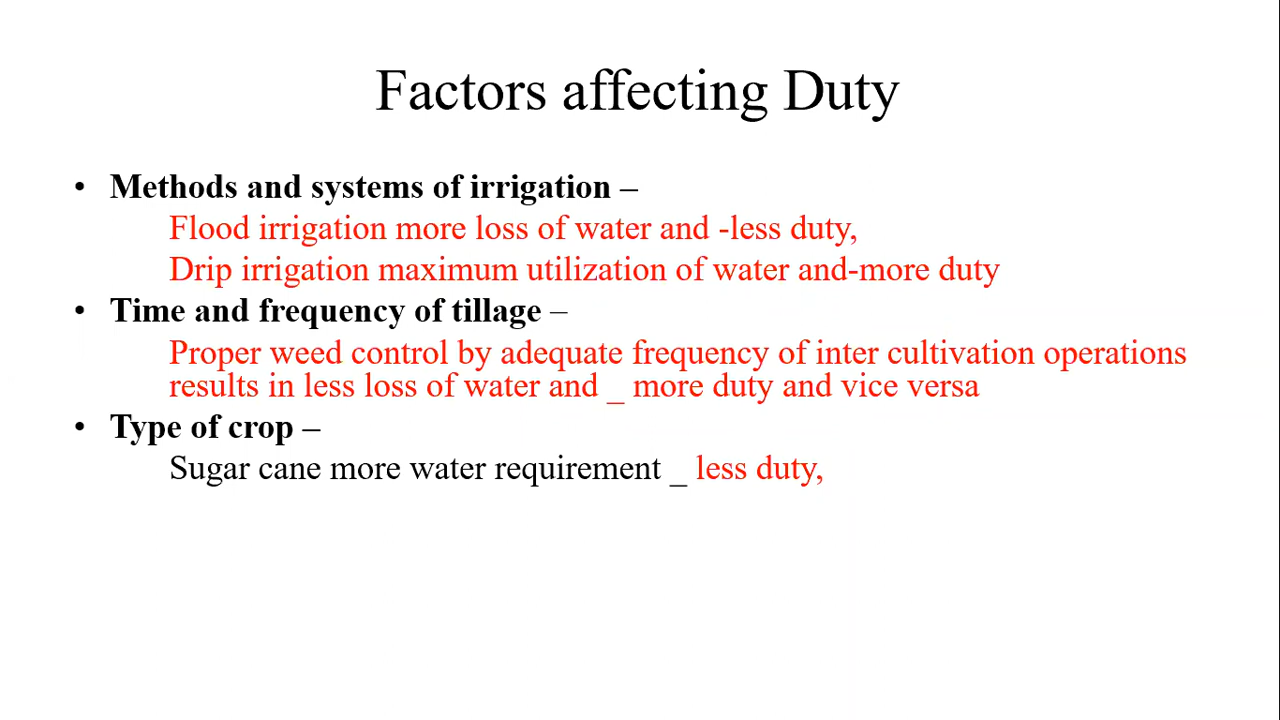 Factors affecting Duty
• Methods and systems of irrigation –
Flood irrigation more loss of water and -less duty,
Drip irrigation maximum utilization of water and-more duty
• Time and frequency of tillage –
Proper weed control by adequate frequency of inter cultivation operations
results in less loss of water and _ more duty and vice versa
• Type of crop –
Sugar cane more water requirement _ less duty,